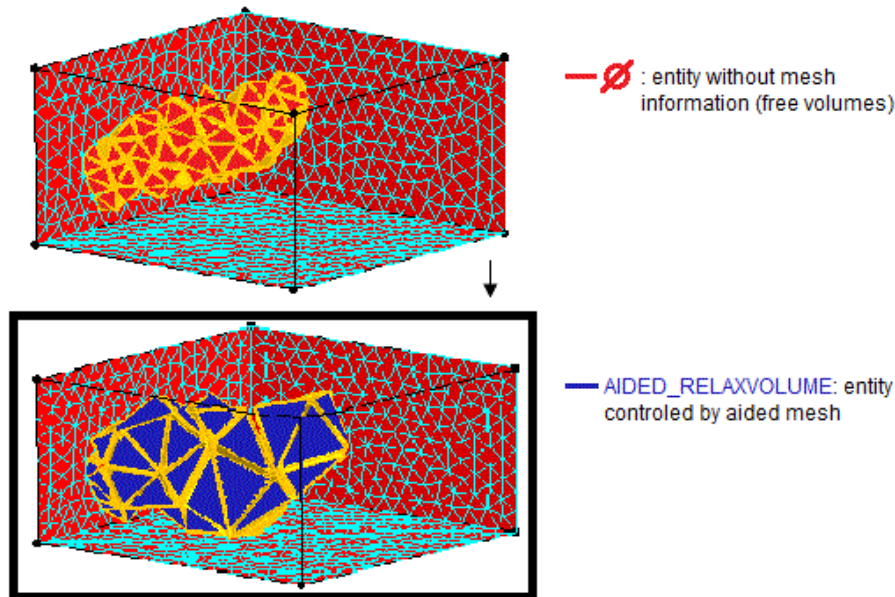 : entity without mesh
information (free volumes)
AIDED_RELAXVOLUME: entity
controled by aided mesh